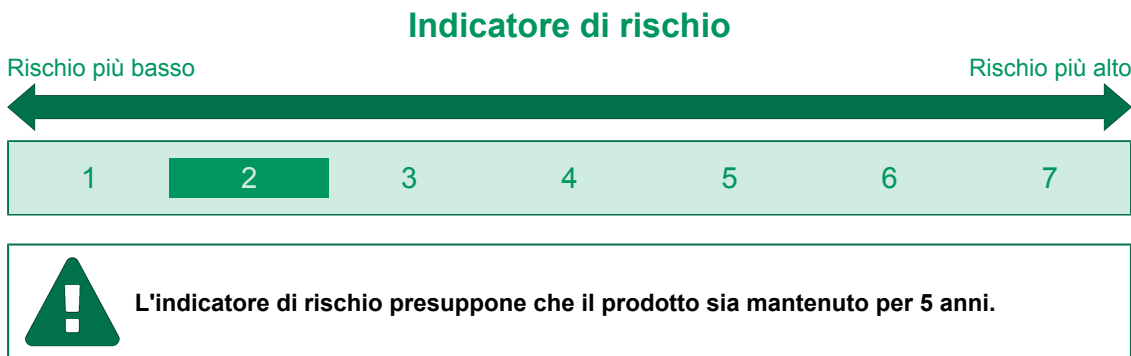 Indicatore di rischio
Rischio più basso Rischio più alto
1 2 3 4 5 6 7
L'indicatore di rischio presuppone che il prodotto sia mantenuto per 5 anni.